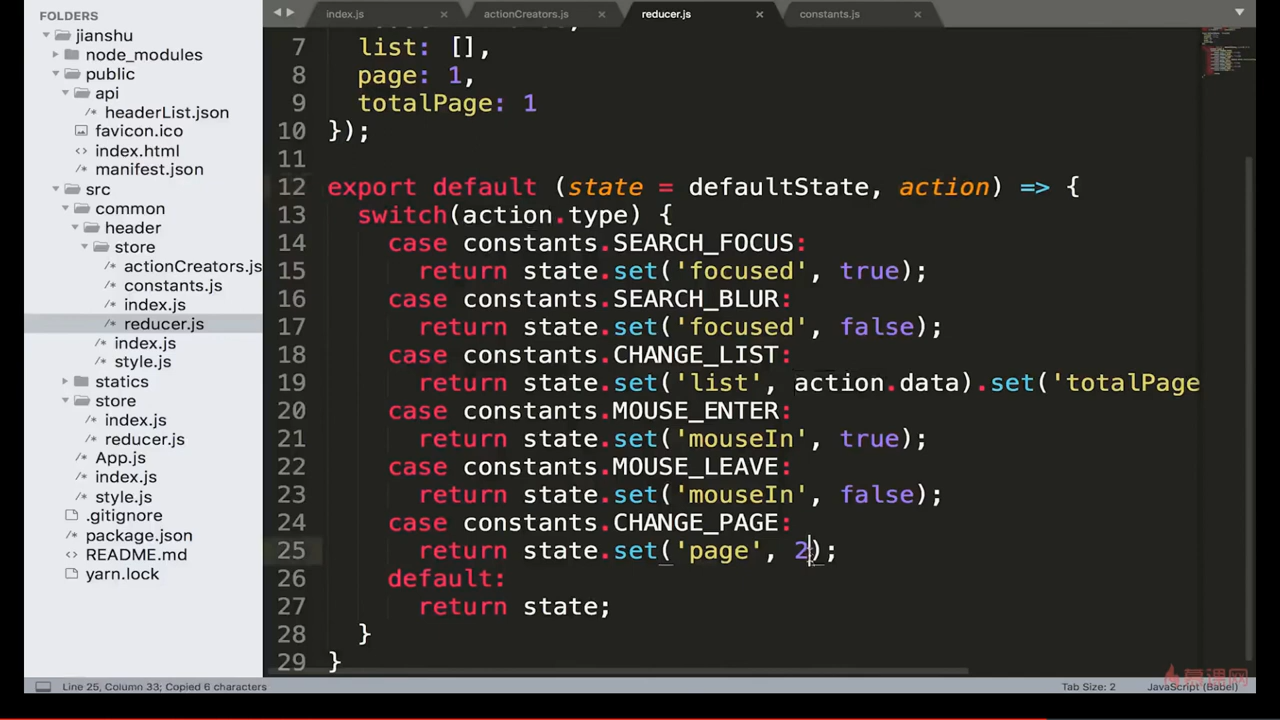 FOLDERS
jianshu
node_modules
public
api
headerList.json
favicon.ico
index.html
manifest.json
src
common
header
store
actionCreators.js
constants.js
index.js
reducer.js
index.js
style.js
statics
store
index.js
reducer.js
App.js
index.js
style.js
.gitignore
package.json
README.md
yarn.lock
index.js
actionCreators.js
reducer.js
constants.js
7 list: [],
8 page: 1,
9 totalPage: 1
10 });
11
12 export default (state = defaultState, action) => {
13 switch(action.type) {
14 case constants.SEARCH_FOCUS:
15 return state.set('focused', true);
16 case constants.SEARCH_BLUR:
17 return state.set('focused', false);
18 case constants.CHANGE_LIST:
19 return state.set('list', action.data).set('totalPage
20 case constants.MOUSE_ENTER:
21 return state.set('mouseIn', true);
22 case constants.MOUSE_LEAVE:
23 return state.set('mouseIn', false);
24 case constants.CHANGE_PAGE:
25 return state.set('page', 2);
26 default:
27 return state;
28 }
29 }
慕课网
Line 25, Column 33; Copied 6 characters
Tab Size: 2
JavaScript (Babel)